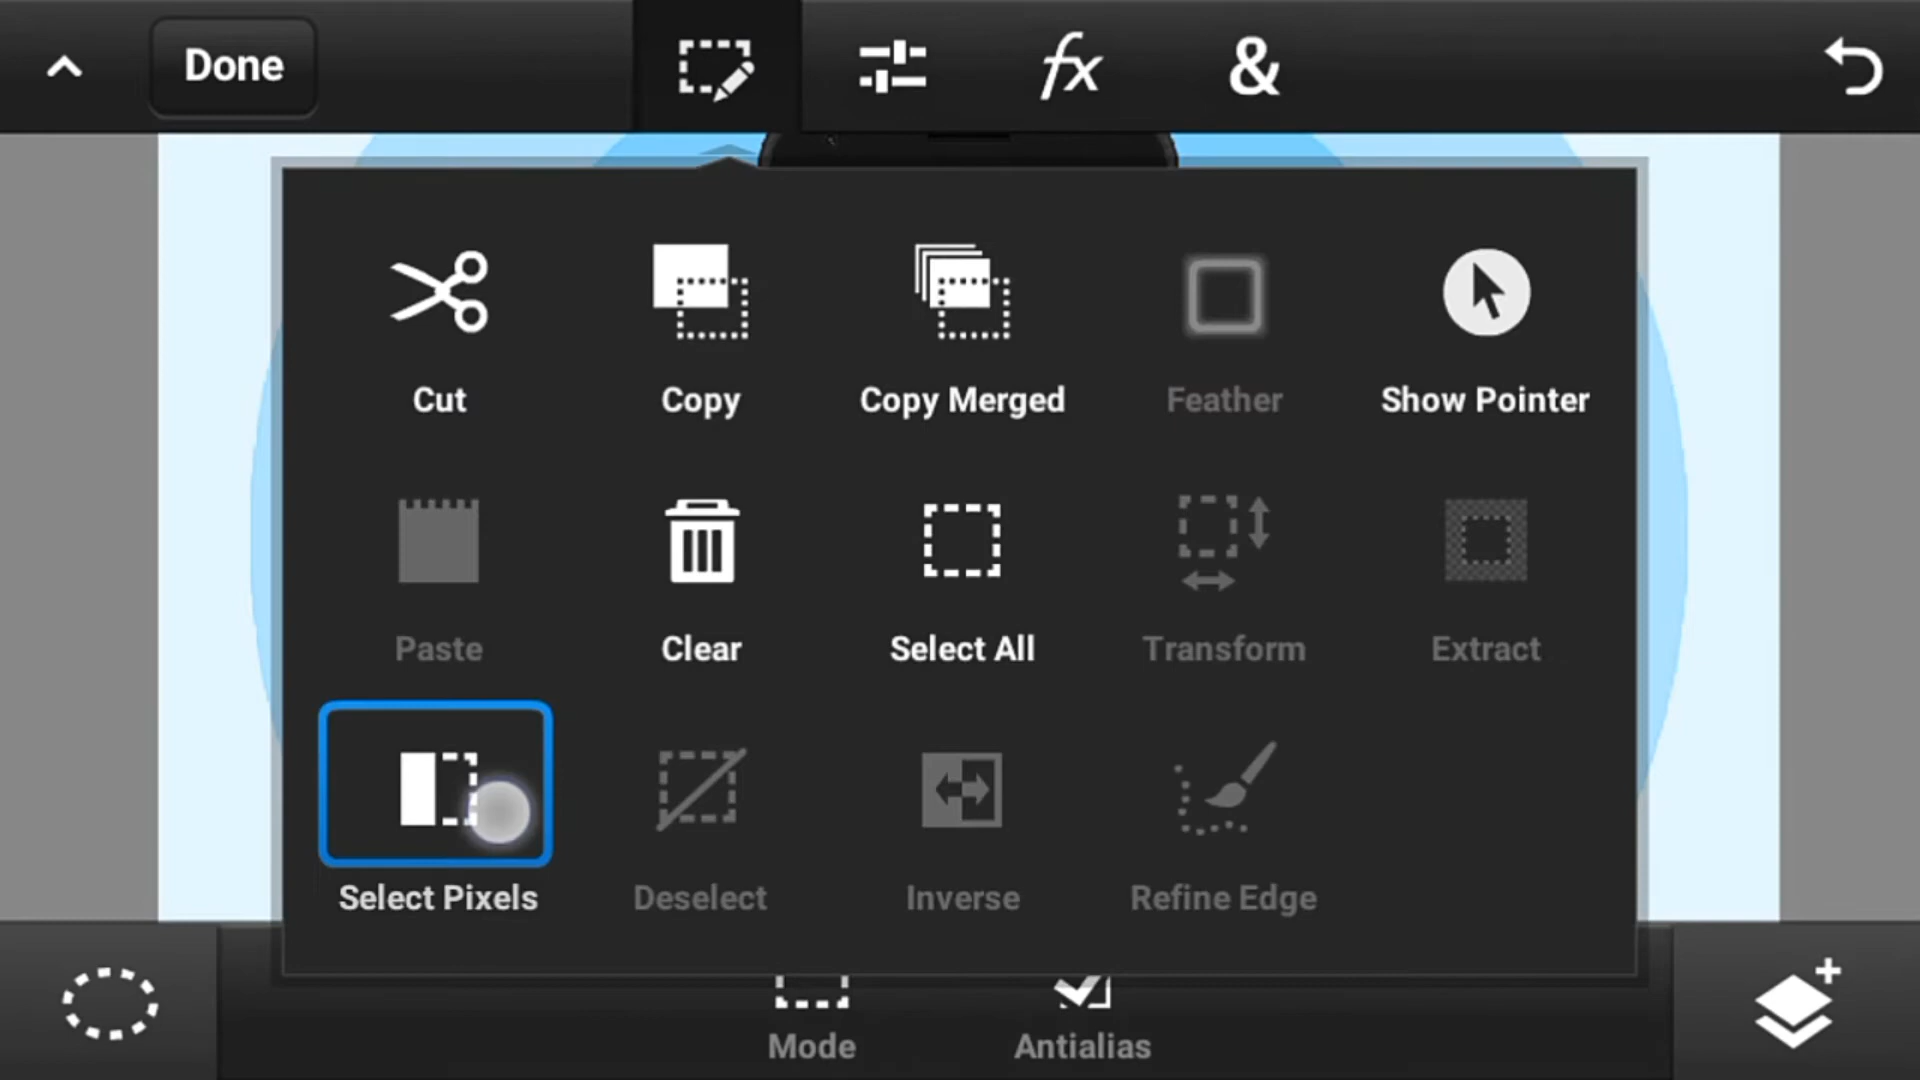 Done
fx
&
Cut
Copy
Copy Merged
Feather
Show Pointer
Paste
Clear
Select All
Transform
Extract
Select Pixels
Deselect
Inverse
Refine Edge
Mode
Antialias